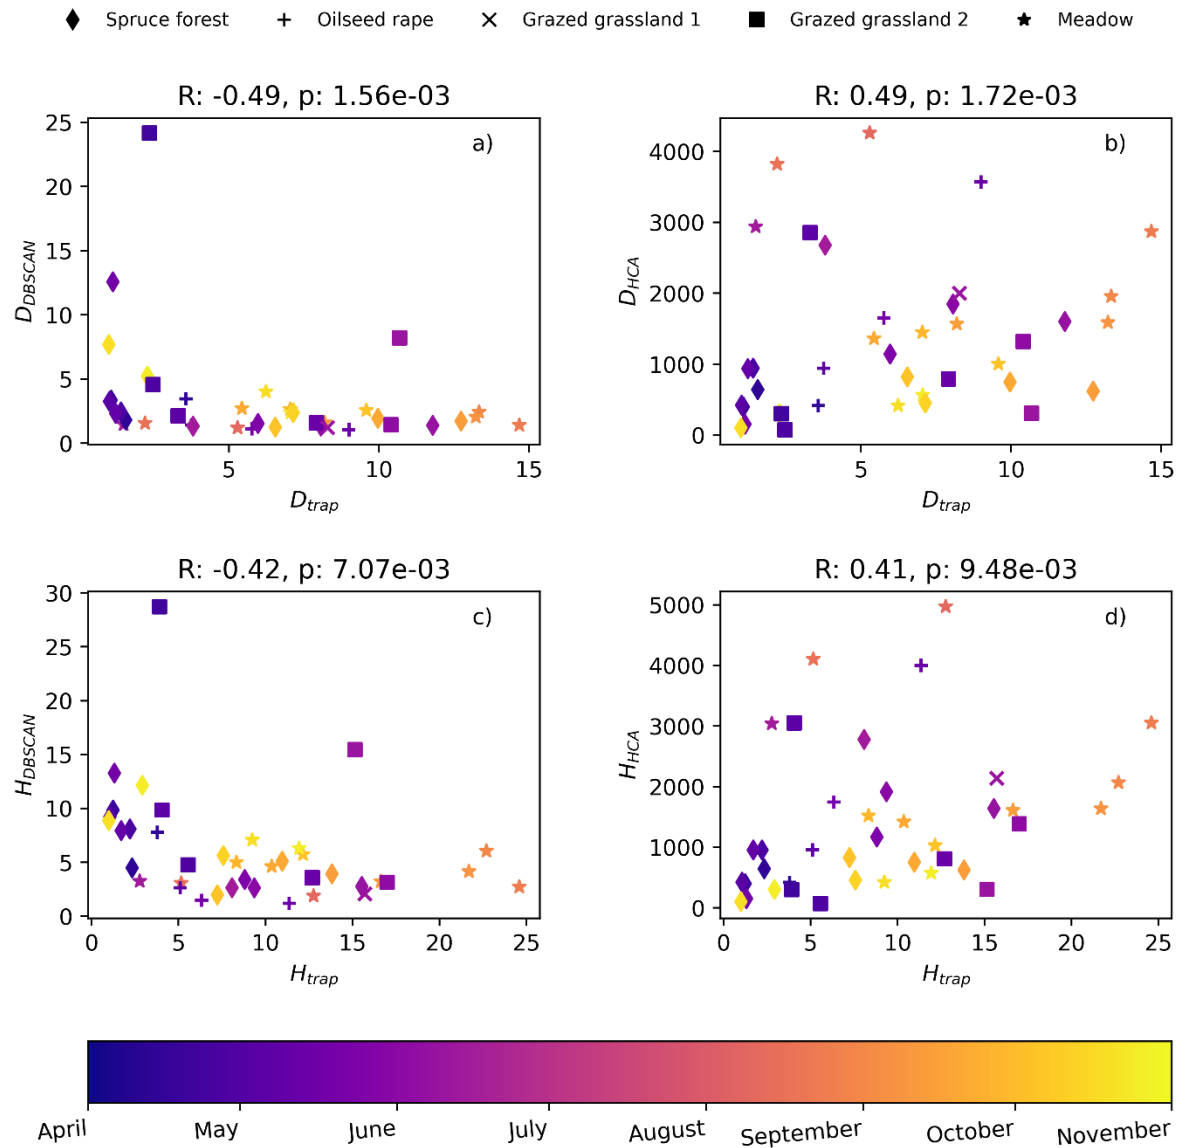 Spruce forest Oilseed rape Grazed grassland 1 Grazed grassland 2 Meadow
R: -0.49, p: 1.56e-03
R: 0.49, p: 1.72e-03
a)
b)
25
20
15
10
5
0
D_DBSCAN
4000
3000
2000
1000
0
D_HCA
5 10 15
5 10 15
D_trap
D_trap
R: -0.42, p: 7.07e-03
R: 0.41, p: 9.48e-03
c)
d)
30
25
20
15
10
5
0
H_DBSCAN
5000
4000
3000
2000
1000
0
H_HCA
0 5 10 15 20 25
0 5 10 15 20 25
H_trap
H_trap
April May June July August September October November